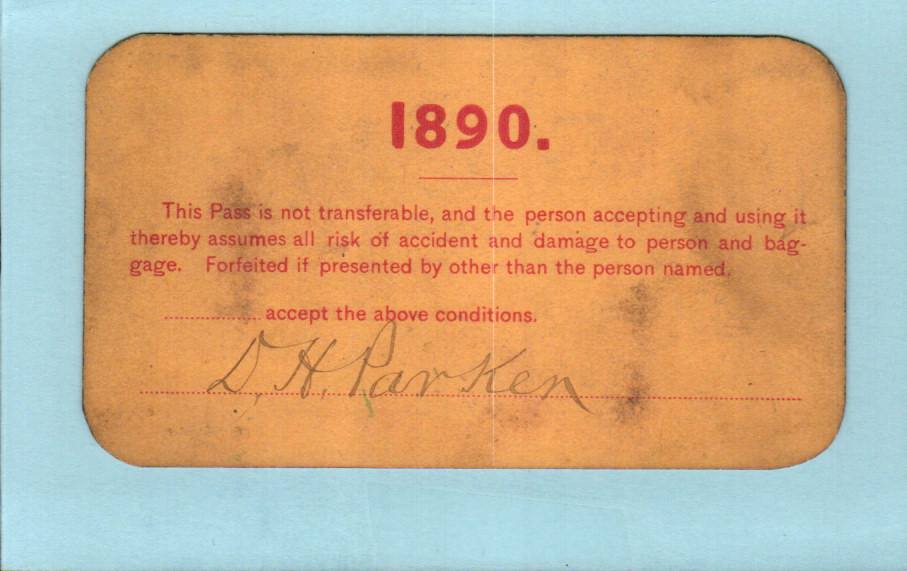 1890.
This Pass is not transferable, and the person accepting and using it
thereby assumes all risk of accident and damage to person and bag-
gage. Forfeited if presented by other than the person named.
accept the above conditions.
D. H. Parker